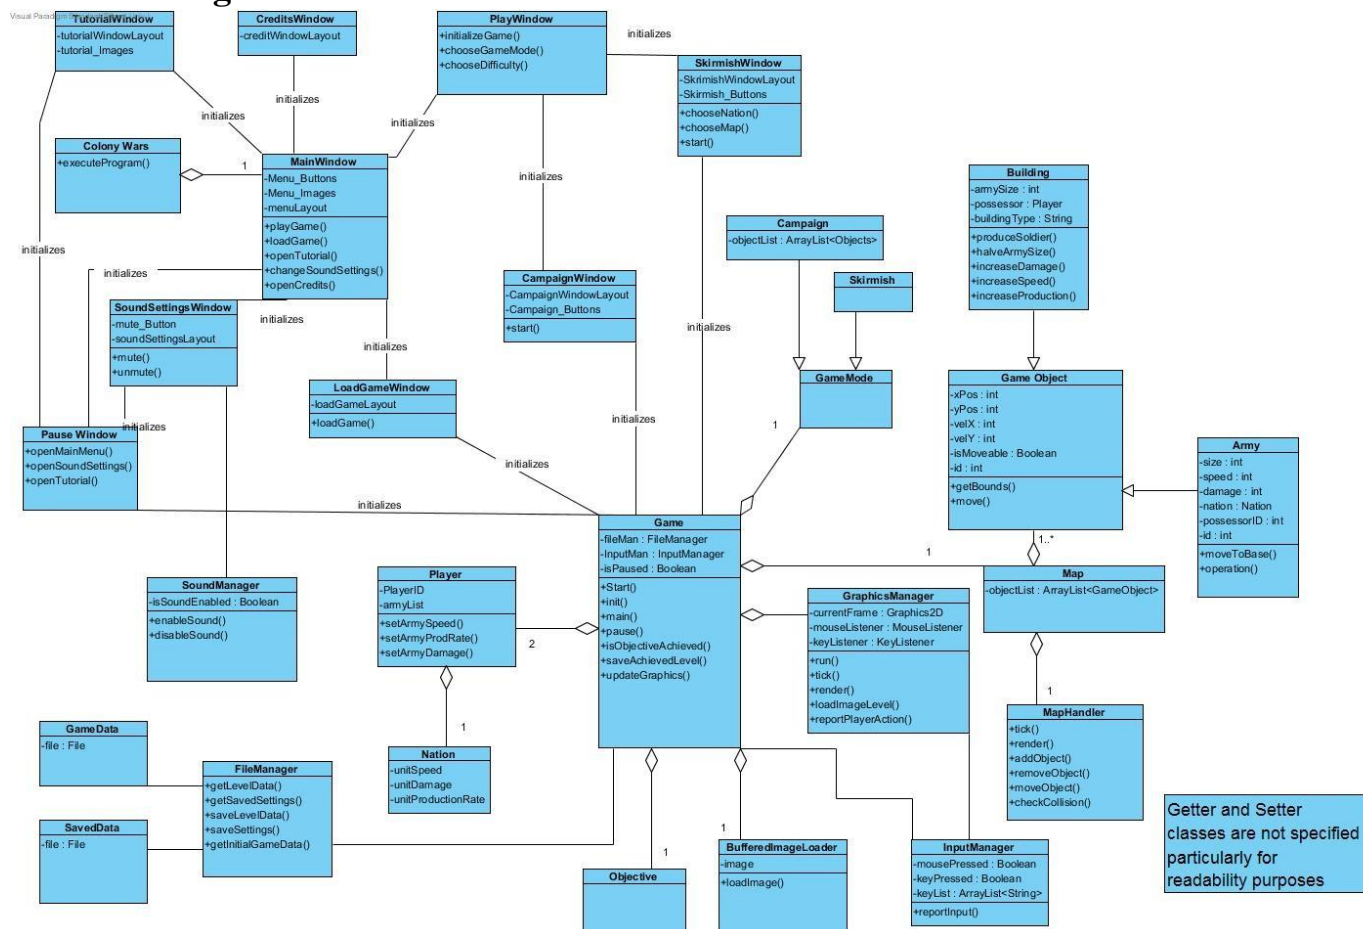 Visual Paradigm
TutorialWindow
-tutorialWindowLayout
-tutorial_Images
CreditsWindow
-creditWindowLayout
PlayWindow
+initializeGame()
+chooseGameMode()
+chooseDifficulty()
initializes
SkirmishWindow
-SkrimishWindowLayout
-Skirmish_Buttons
+chooseNation()
+chooseMap()
+start()
initializes
initializes
initializes
Colony Wars
+executeProgram()
1
MainWindow
-Menu_Buttons
-Menu_Images
-menuLayout
+playGame()
+loadGame()
+openTutorial()
+changeSoundSettings()
+openCredits()
initializes
Building
-armySize : int
-possessor : Player
-buildingType : String
+produceSoldier()
+halveArmySize()
+increaseDamage()
+increaseSpeed()
+increaseProduction()
Campaign
-objectList : ArrayList<Objects>
Skirmish
initializes
initializes
CampaignWindow
-CampaignWindowLayout
-Campaign_Buttons
+start()
SoundSettingsWindow
-mute_Button
-soundSettingsLayout
+mute()
+unmute()
initializes
initializes
initializes
LoadGameWindow
-loadGameLayout
+loadGame()
GameMode
1
Game Object
-xPos : int
-yPos : int
-velX : int
-velY : int
-isMoveable : Boolean
-id : int
+getBounds()
+move()
initializes
initializes
Pause Window
+openMainMenu()
+openSoundSettings()
+openTutorial()
Army
-size : int
-speed : int
-damage : int
-nation : Nation
-possessorID : int
-id : int
+moveToBase()
+operation()
initializes
initializes
Game
-fileMan : FileManager
-InputMan : InputManager
-isPaused : Boolean
+Start()
+init()
+main()
+pause()
+isObjectiveAchieved()
+saveAchievedLevel()
+updateGraphics()
1
1..*
Map
-objectList : ArrayList<GameObject>
SoundManager
-isSoundEnabled : Boolean
+enableSound()
+disableSound()
Player
-PlayerID
-armyList
+setArmySpeed()
+setArmyProdRate()
+setArmyDamage()
2
GraphicsManager
-currentFrame : Graphics2D
-mouseListener : MouseListener
-keyListener : KeyListener
+run()
+tick()
+render()
+loadImageLevel()
+reportPlayerAction()
1
MapHandler
+tick()
+render()
+addObject()
+removeObject()
+moveObject()
+checkCollision()
1
Nation
-unitSpeed
-unitDamage
-unitProductionRate
GameData
-file : File
FileManager
+getLevelData()
+getSavedSettings()
+saveLevelData()
+saveSettings()
+getInitialGameData()
SavedData
-file : File
1
Objective
1
BufferedImageLoader
-image
+loadImage()
InputManager
-mousePressed : Boolean
-keyPressed : Boolean
-keyList : ArrayList<String>
+reportInput()
Getter and Setter
classes are not specified
particularly for
readability purposes